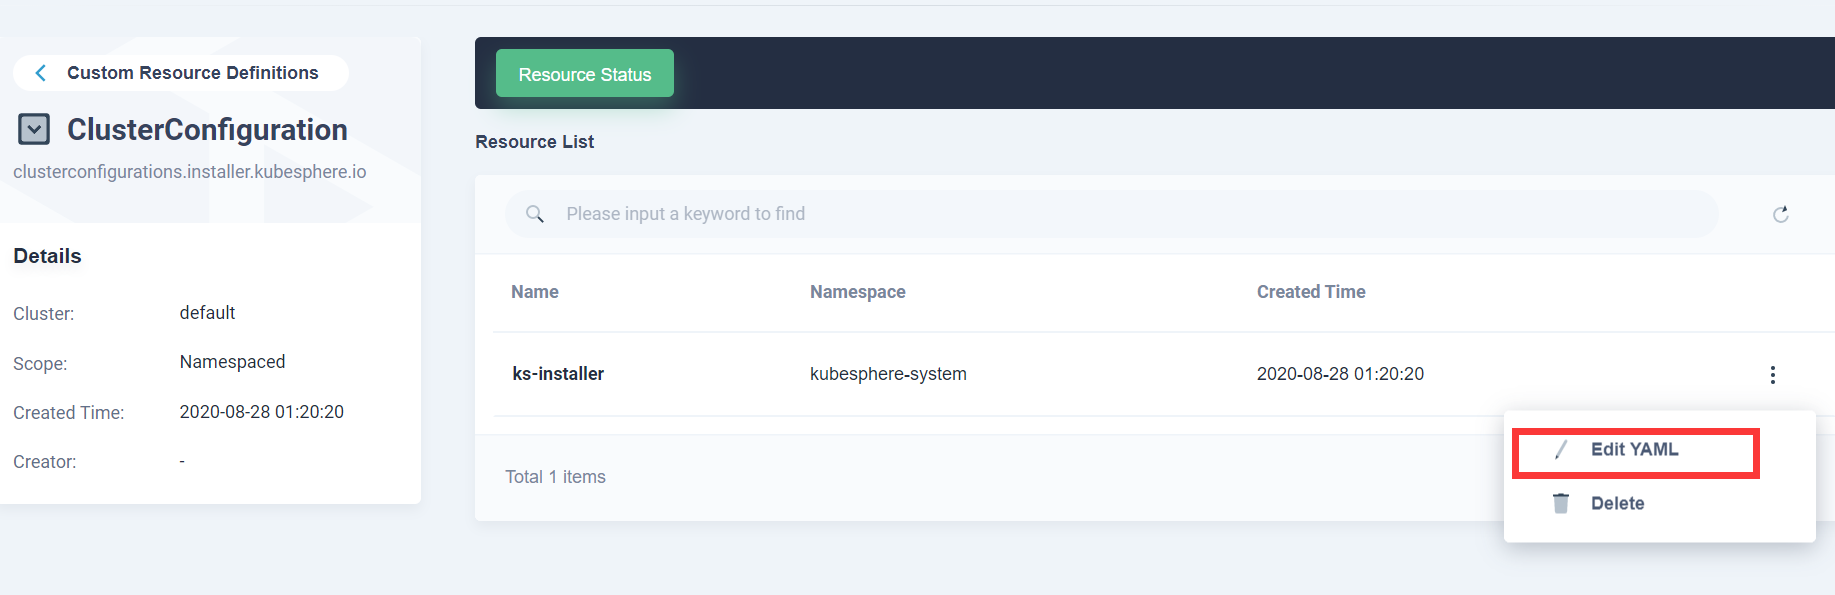 Custom Resource Definitions
ClusterConfiguration
clusterconfigurations.installer.kubesphere.io
Details
Cluster: default
Scope: Namespaced
Created Time: 2020-08-28 01:20:20
Creator: -
Resource Status
Resource List
Please input a keyword to find
Name Namespace Created Time
ks-installer kubesphere-system 2020-08-28 01:20:20
Edit YAML
Delete
Total 1 items